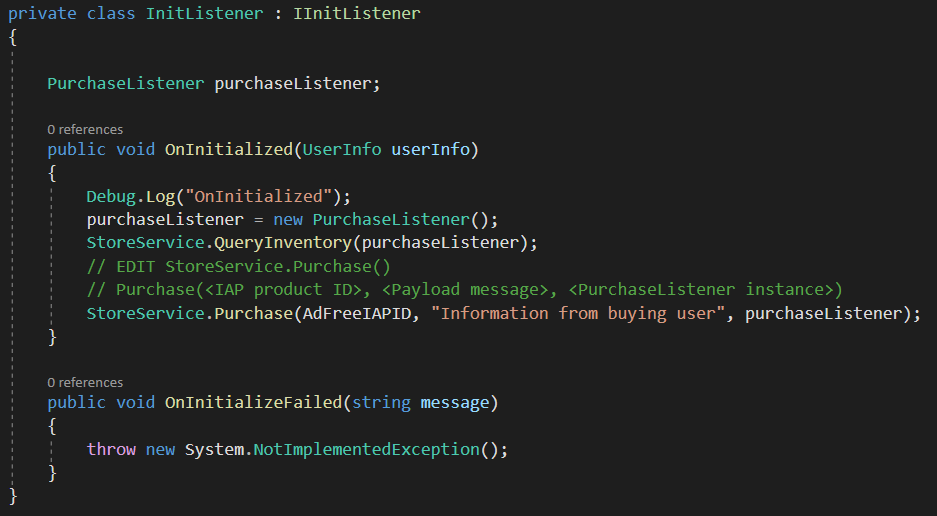 private class InitListener : IInitListener
{
PurchaseListener purchaseListener;
0 references
public void OnInitialized(UserInfo userInfo)
{
Debug.Log("OnInitialized");
purchaseListener = new PurchaseListener();
StoreService.QueryInventory(purchaseListener);
// EDIT StoreService.Purchase()
// Purchase(<IAP product ID>, <Payload message>, <PurchaseListener instance>)
StoreService.Purchase(AdFreeIAPID, "Information from buying user", purchaseListener);
}
0 references
public void OnInitializeFailed(string message)
{
throw new System.NotImplementedException();
}
}